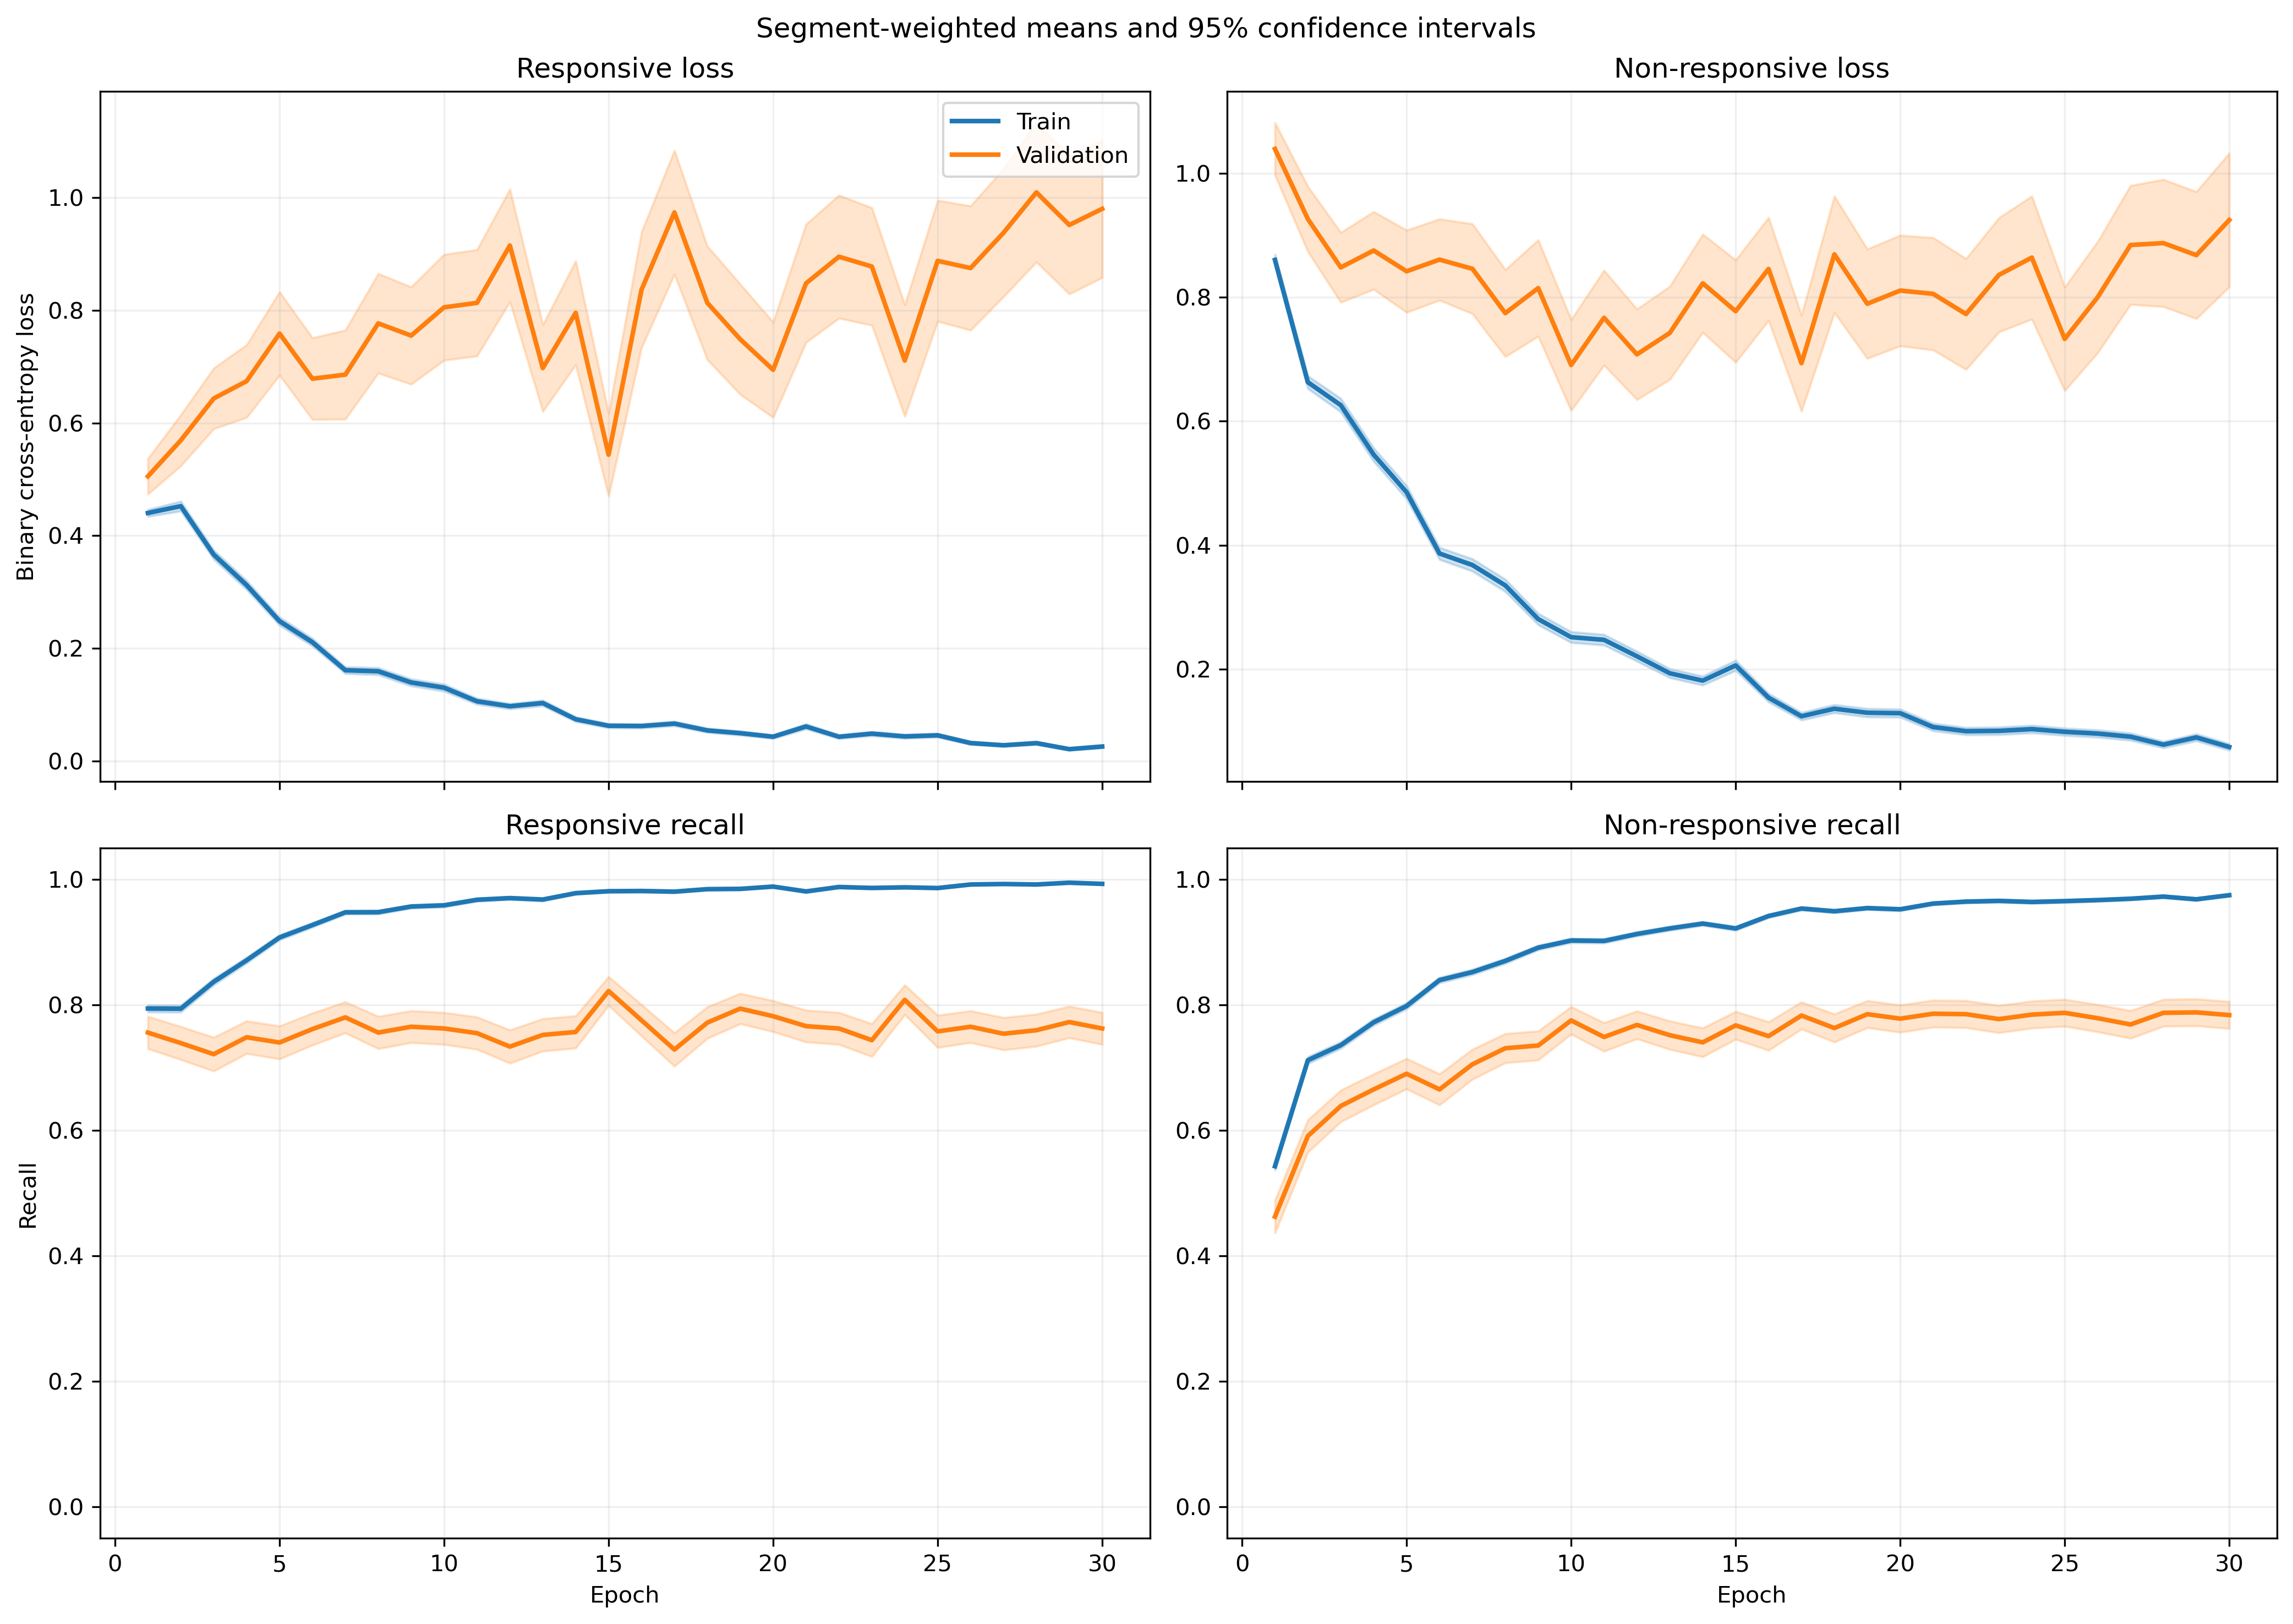 Segment-weighted means and 95% confidence intervals
Responsive loss
Non-responsive loss
Train
Validation
Binary cross-entropy loss
1.0
0.8
0.6
0.4
0.2
0.0
1.0
0.8
0.6
0.4
0.2
Responsive recall
Non-responsive recall
Recall
1.0
0.8
0.6
0.4
0.2
0.0
0 5 10 15 20 25 30
Epoch
1.0
0.8
0.6
0.4
0.2
0.0
0 5 10 15 20 25 30
Epoch